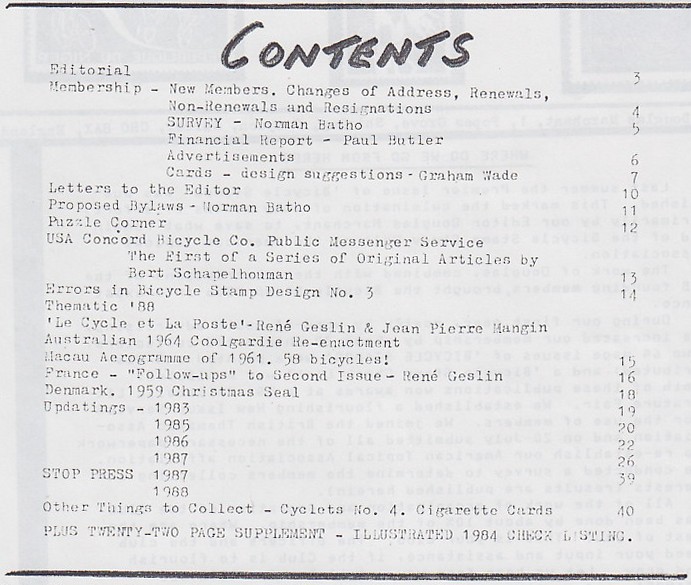 CONTENTS
Editorial 3
Membership - New Members. Changes of Address, Renewals,
Non-Renewals and Resignations 4
SURVEY - Norman Batho 5
Financial Report - Paul Butler
Advertisements 6
Cards - design suggestions - Graham Wade 7
Letters to the Editor 10
Proposed Bylaws - Norman Batho 11
Puzzle Corner 12
USA Concord Bicycle Co. Public Messenger Service
The First of a Series of Original Articles by
Bert Schapelhouman 13
Errors in Bicycle Stamp Design No. 3 14
Thematic '88
'Le Cycle et La Poste' - René Geslin & Jean Pierre Mangin
Australian 1964 Coolgardie Re-enactment
Macau Aerogramme of 1961. 58 bicycles! 15
France - "Follow-ups" to Second Issue - René Geslin 16
Denmark. 1959 Christmas Seal 18
Updatings - 1983 19
1985 20
1986 22
1987 26
STOP PRESS 1987 39
1988
Other Things to Collect - Cyclets No. 4. Cigarette Cards 40
PLUS TWENTY-TWO PAGE SUPPLEMENT - ILLUSTRATED 1984 CHECK LISTING.